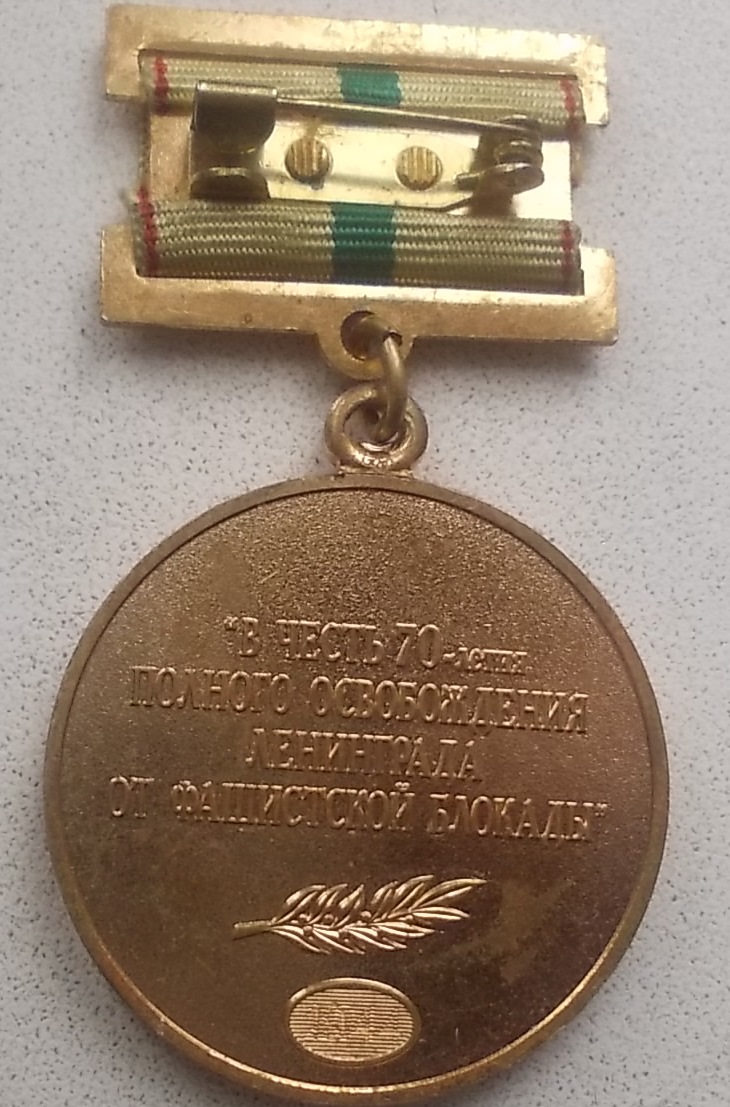 "В ЧЕСТЬ 70-летия
ПОЛНОГО ОСВОБОЖДЕНИЯ
ЛЕНИНГРАДА
ОТ ФАШИСТСКОЙ БЛОКАДЫ"